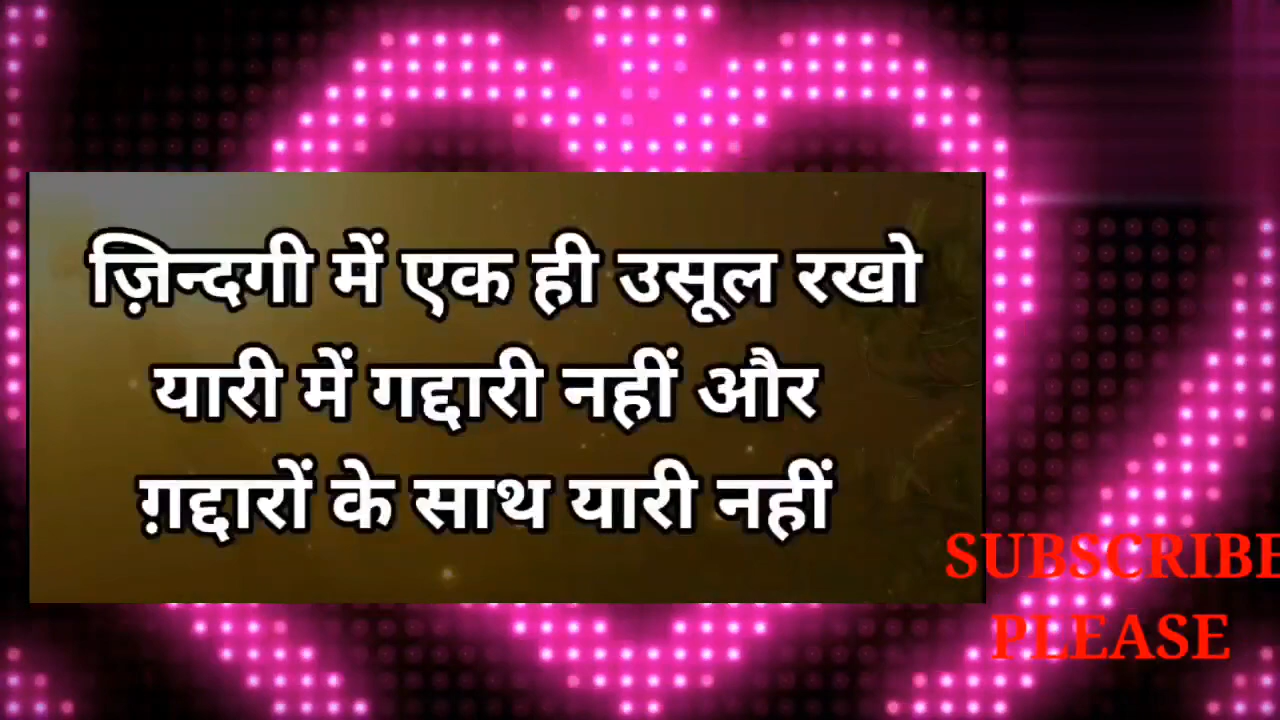 ज़िन्दगी में एक ही उसूल रखो
यारी में गद्दारी नहीं और
ग़द्दारों के साथ यारी नहीं
SUBSCRIBE
PLEASE